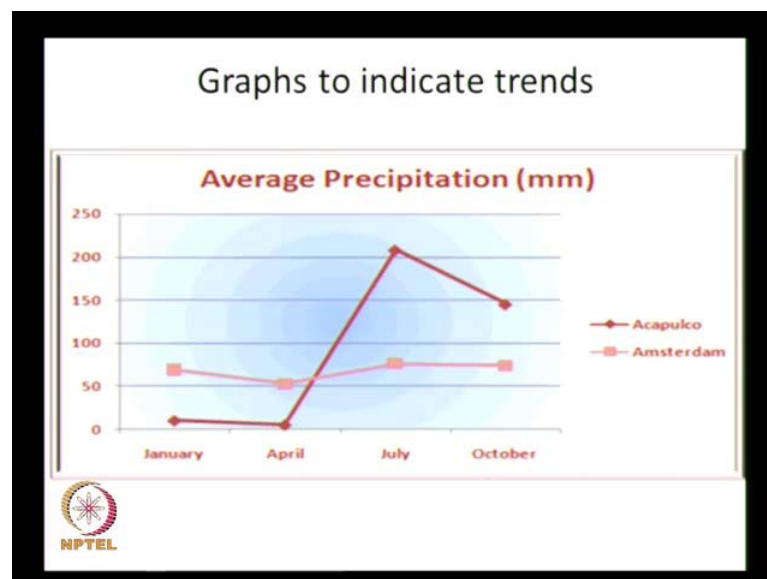 Graphs to indicate trends
Average Precipitation (mm)
250
200
150
100
50
0
January April July October
Acapulco
Amsterdam
NPTEL